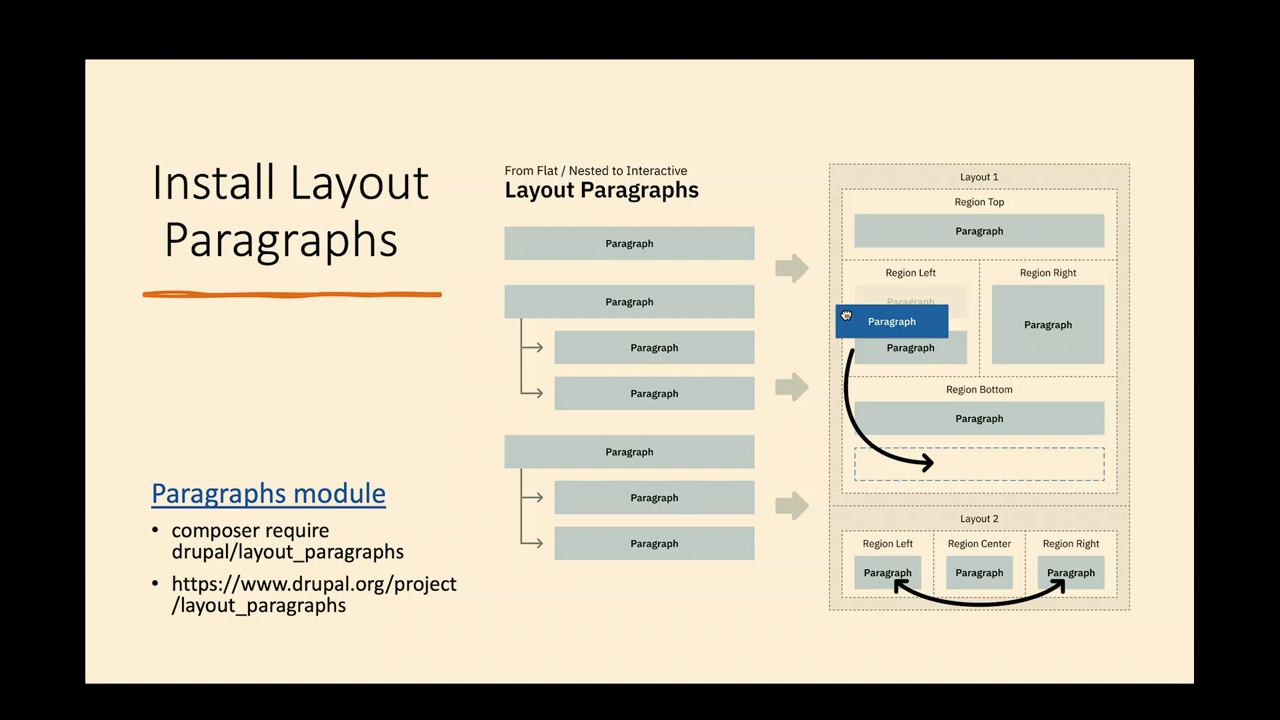 Install Layout
Paragraphs
Paragraphs module
• composer require
drupal/layout_paragraphs
• https://www.drupal.org/project
/layout_paragraphs
From Flat / Nested to Interactive
Layout Paragraphs
Paragraph
Paragraph
Paragraph
Paragraph
Paragraph
Paragraph
Paragraph
Layout 1
Region Top
Paragraph
Region Left
Region Right
Paragraph
Paragraph
Paragraph
Paragraph
Region Bottom
Paragraph
Layout 2
Region Left
Region Center
Region Right
Paragraph
Paragraph
Paragraph